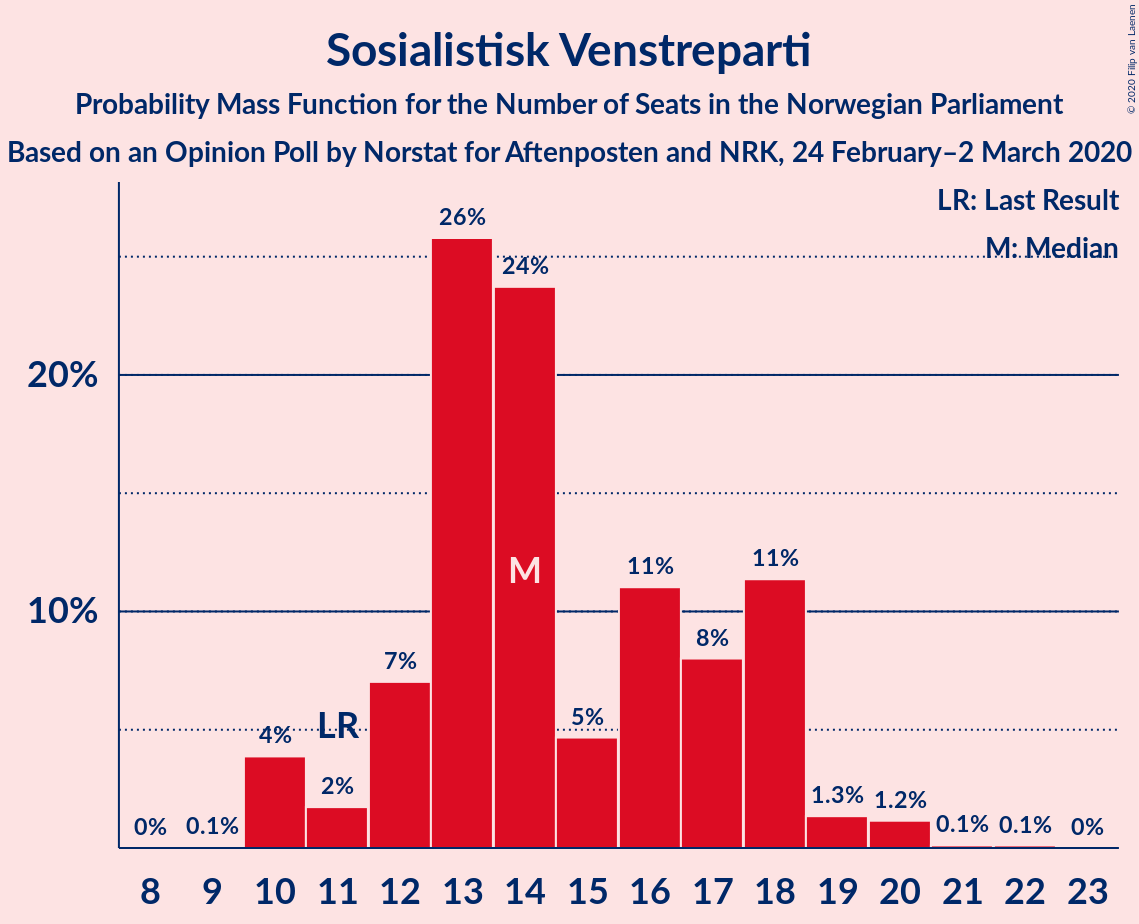 Sosialistisk Venstreparti
Probability Mass Function for the Number of Seats in the Norwegian Parliament
Based on an Opinion Poll by Norstat for Aftenposten and NRK, 24 February–2 March 2020
© 2020 Filip van Laenen
LR: Last Result
M: Median
26%
24%
20%
11%
11%
M
10%
8%
7%
5%
LR
4%
2%
1.3%
1.2%
0%
0.1%
0.1%
0.1%
0%
8 9 10 11 12 13 14 15 16 17 18 19 20 21 22 23